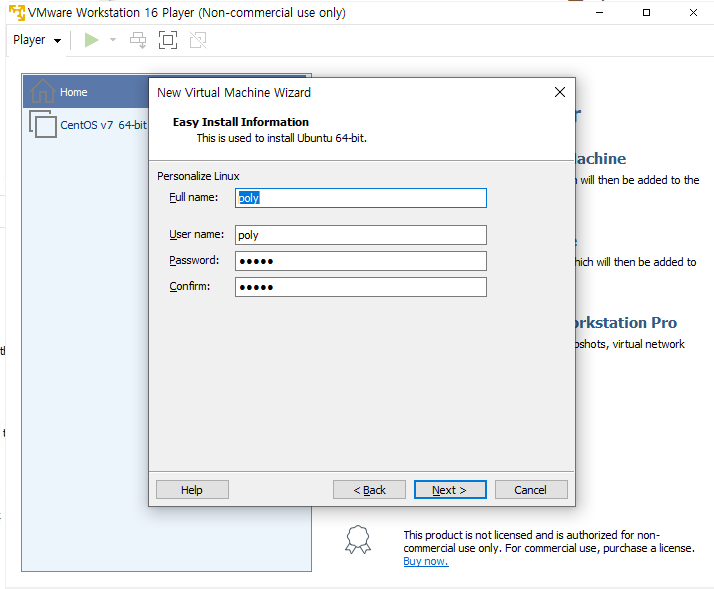 VMware Workstation 16 Player (Non-commercial use only)
Player
Home
CentOS v7 64-bit
New Virtual Machine Wizard
Easy Install Information
This is used to install Ubuntu 64-bit.
Personalize Linux
Full name: poly
User name: poly
Password: ●●●●●
Confirm: ●●●●●
Help
< Back
Next >
Cancel
will then be added to the
which will then be added to
Workstation Pro
virtual network
This product is not licensed and is authorized for non-
commercial use only. For commercial use, purchase a license.
Buy now.